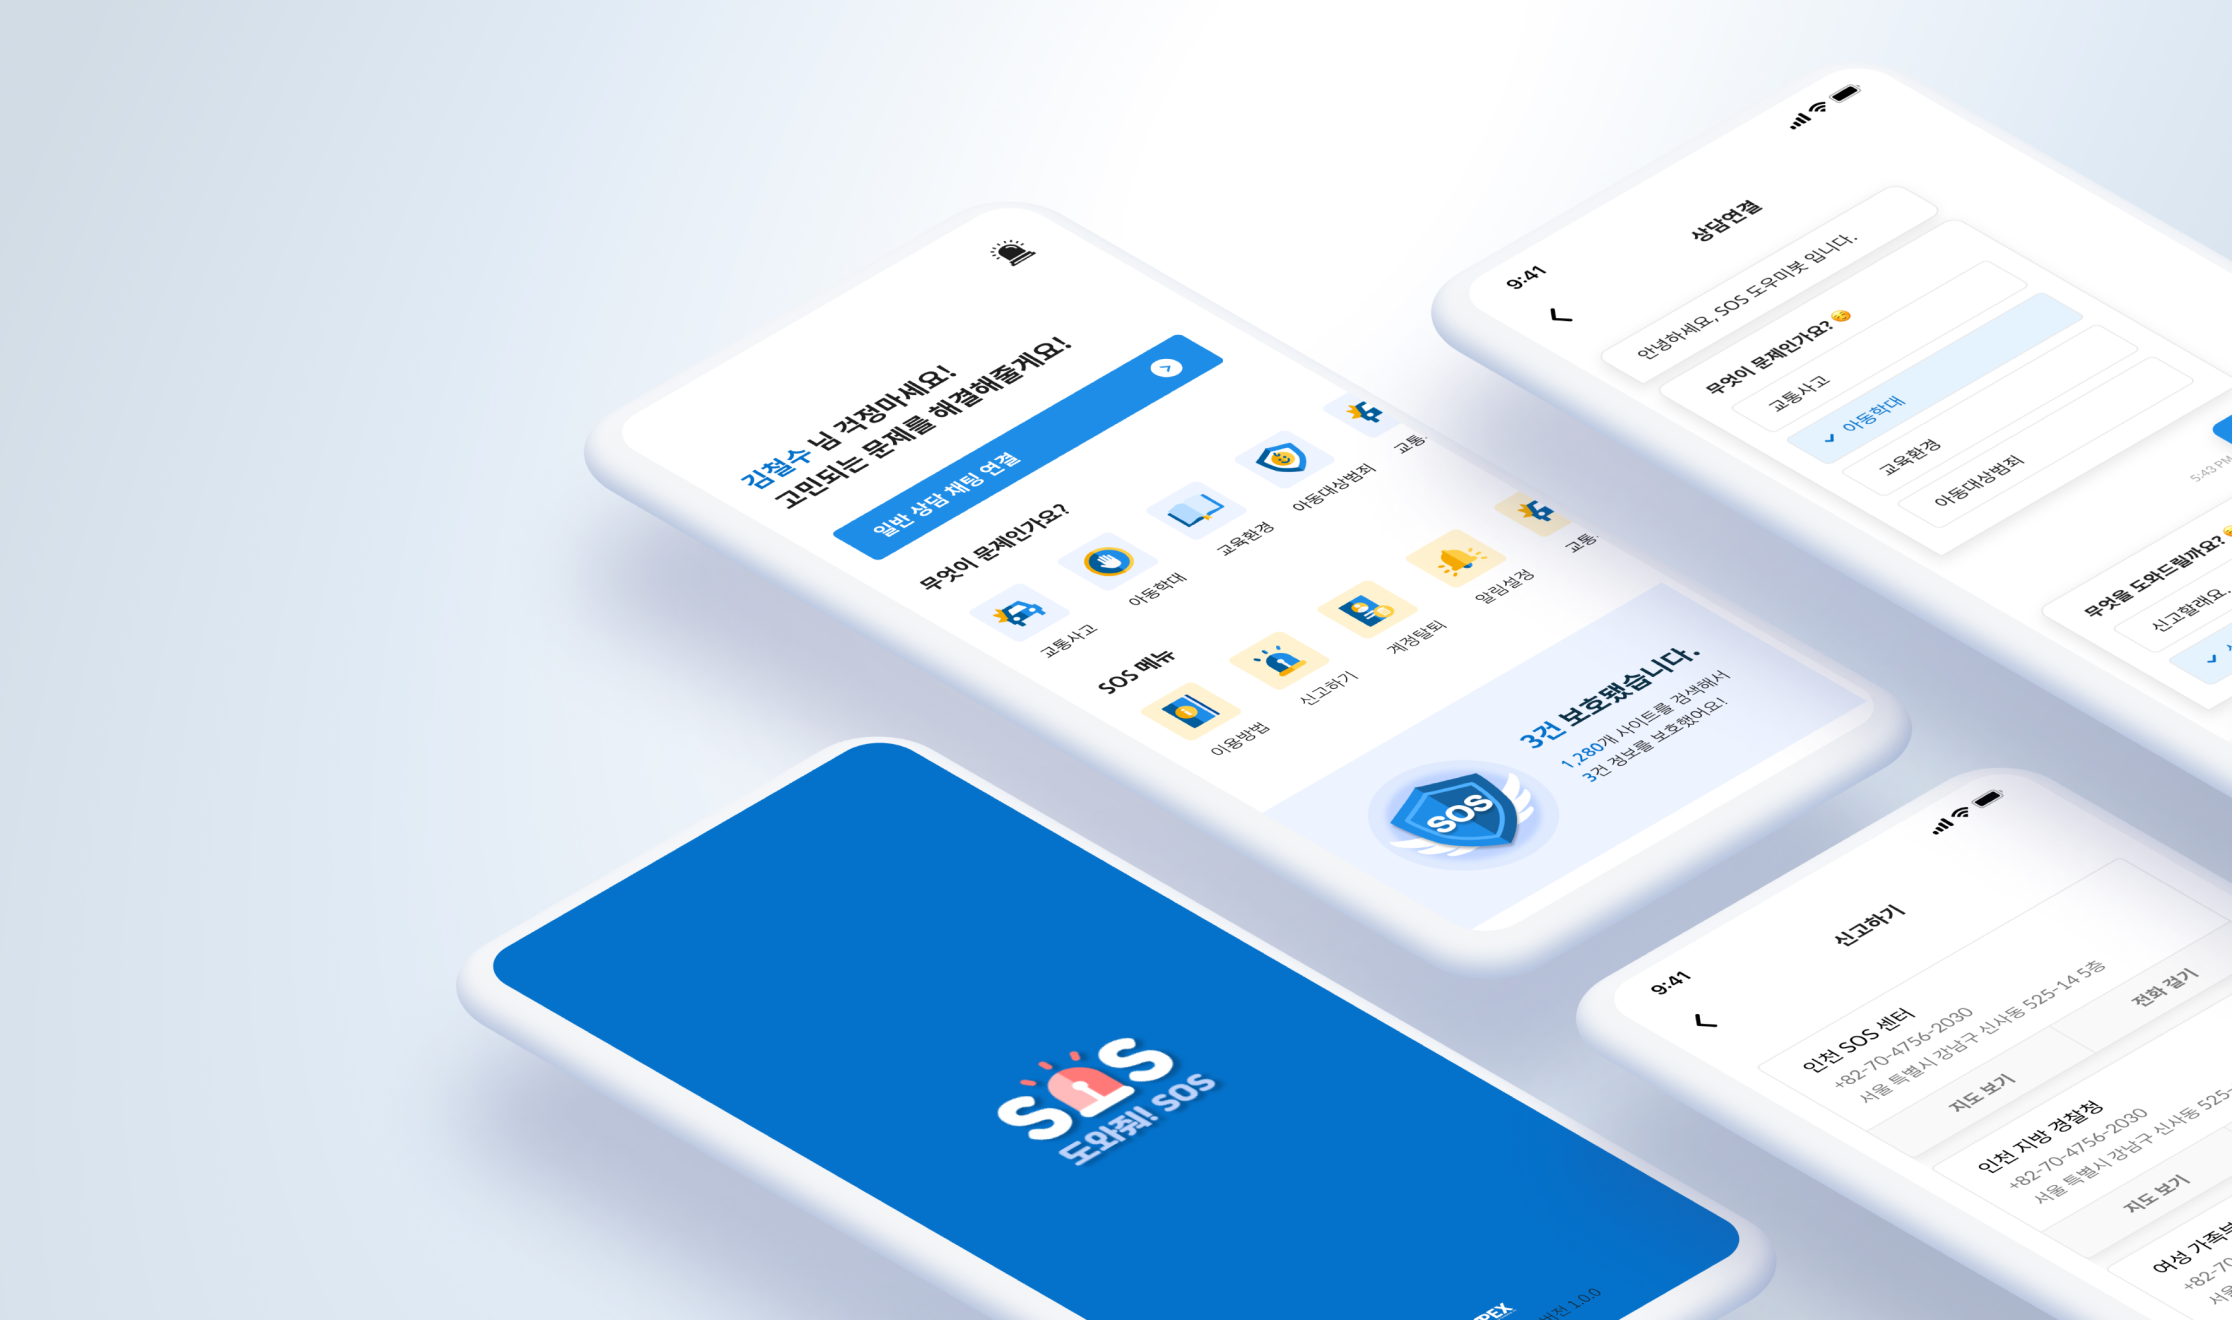 김철수 님 걱정마세요!
고민되는 문제를 해결해줄게요!
일반 상담 채팅 연결
무엇이 문제인가요?
교통사고
아동학대
교육환경
아동대상범죄
교통
SOS 메뉴
이용방법
신고하기
계정탈퇴
알림설정
교통
3건 보호됐습니다.
1,280개 사이트를 검색해서
3건 정보를 보호했어요!
SOS
9:41
상담연결
안녕하세요, SOS 도우미봇 입니다.
무엇이 문제인가요?😊
교통사고
아동학대
교육환경
아동대상범죄
5:43 PM
무엇을 도와드릴까요?
신고할래요.
SOS
도와줘! SOS
PEX
버전 1.0.0
9:41
신고하기
인천 SOS 센터
+82-70-4756-2030
서울 특별시 강남구 신사동 525-14 5층
지도 보기
전화 걸기
인천 지방 경찰청
+82-70-4756-2030
서울 특별시 강남구 신사동 525-
지도 보기
여성 가족부
+82-70
서울